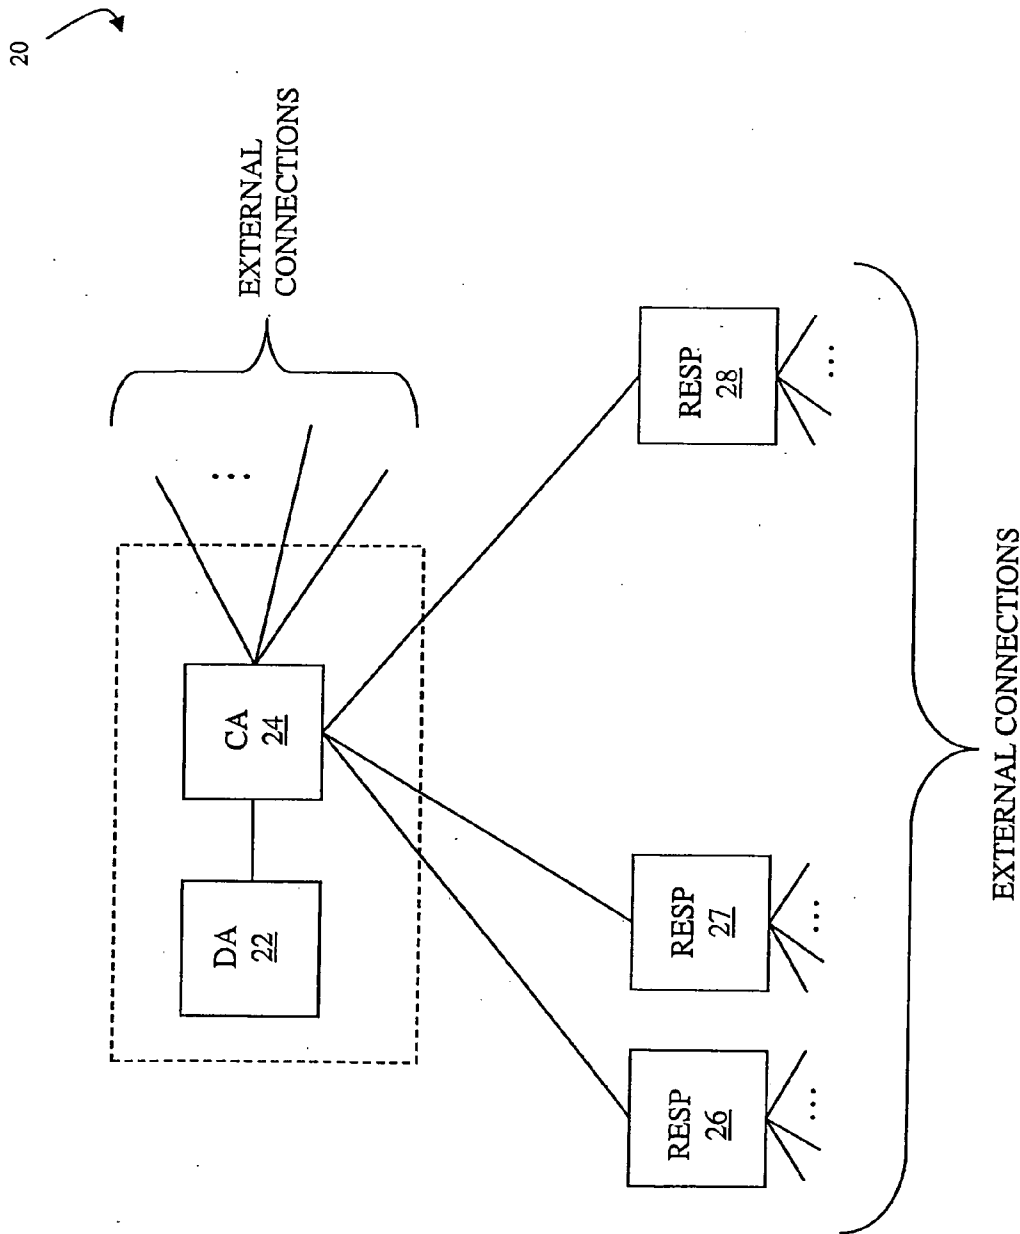 20
EXTERNAL
CONNECTIONS
DA
22
CA
24
...
RESP
26
...
RESP
27
...
RESP
28
...
EXTERNAL CONNECTIONS